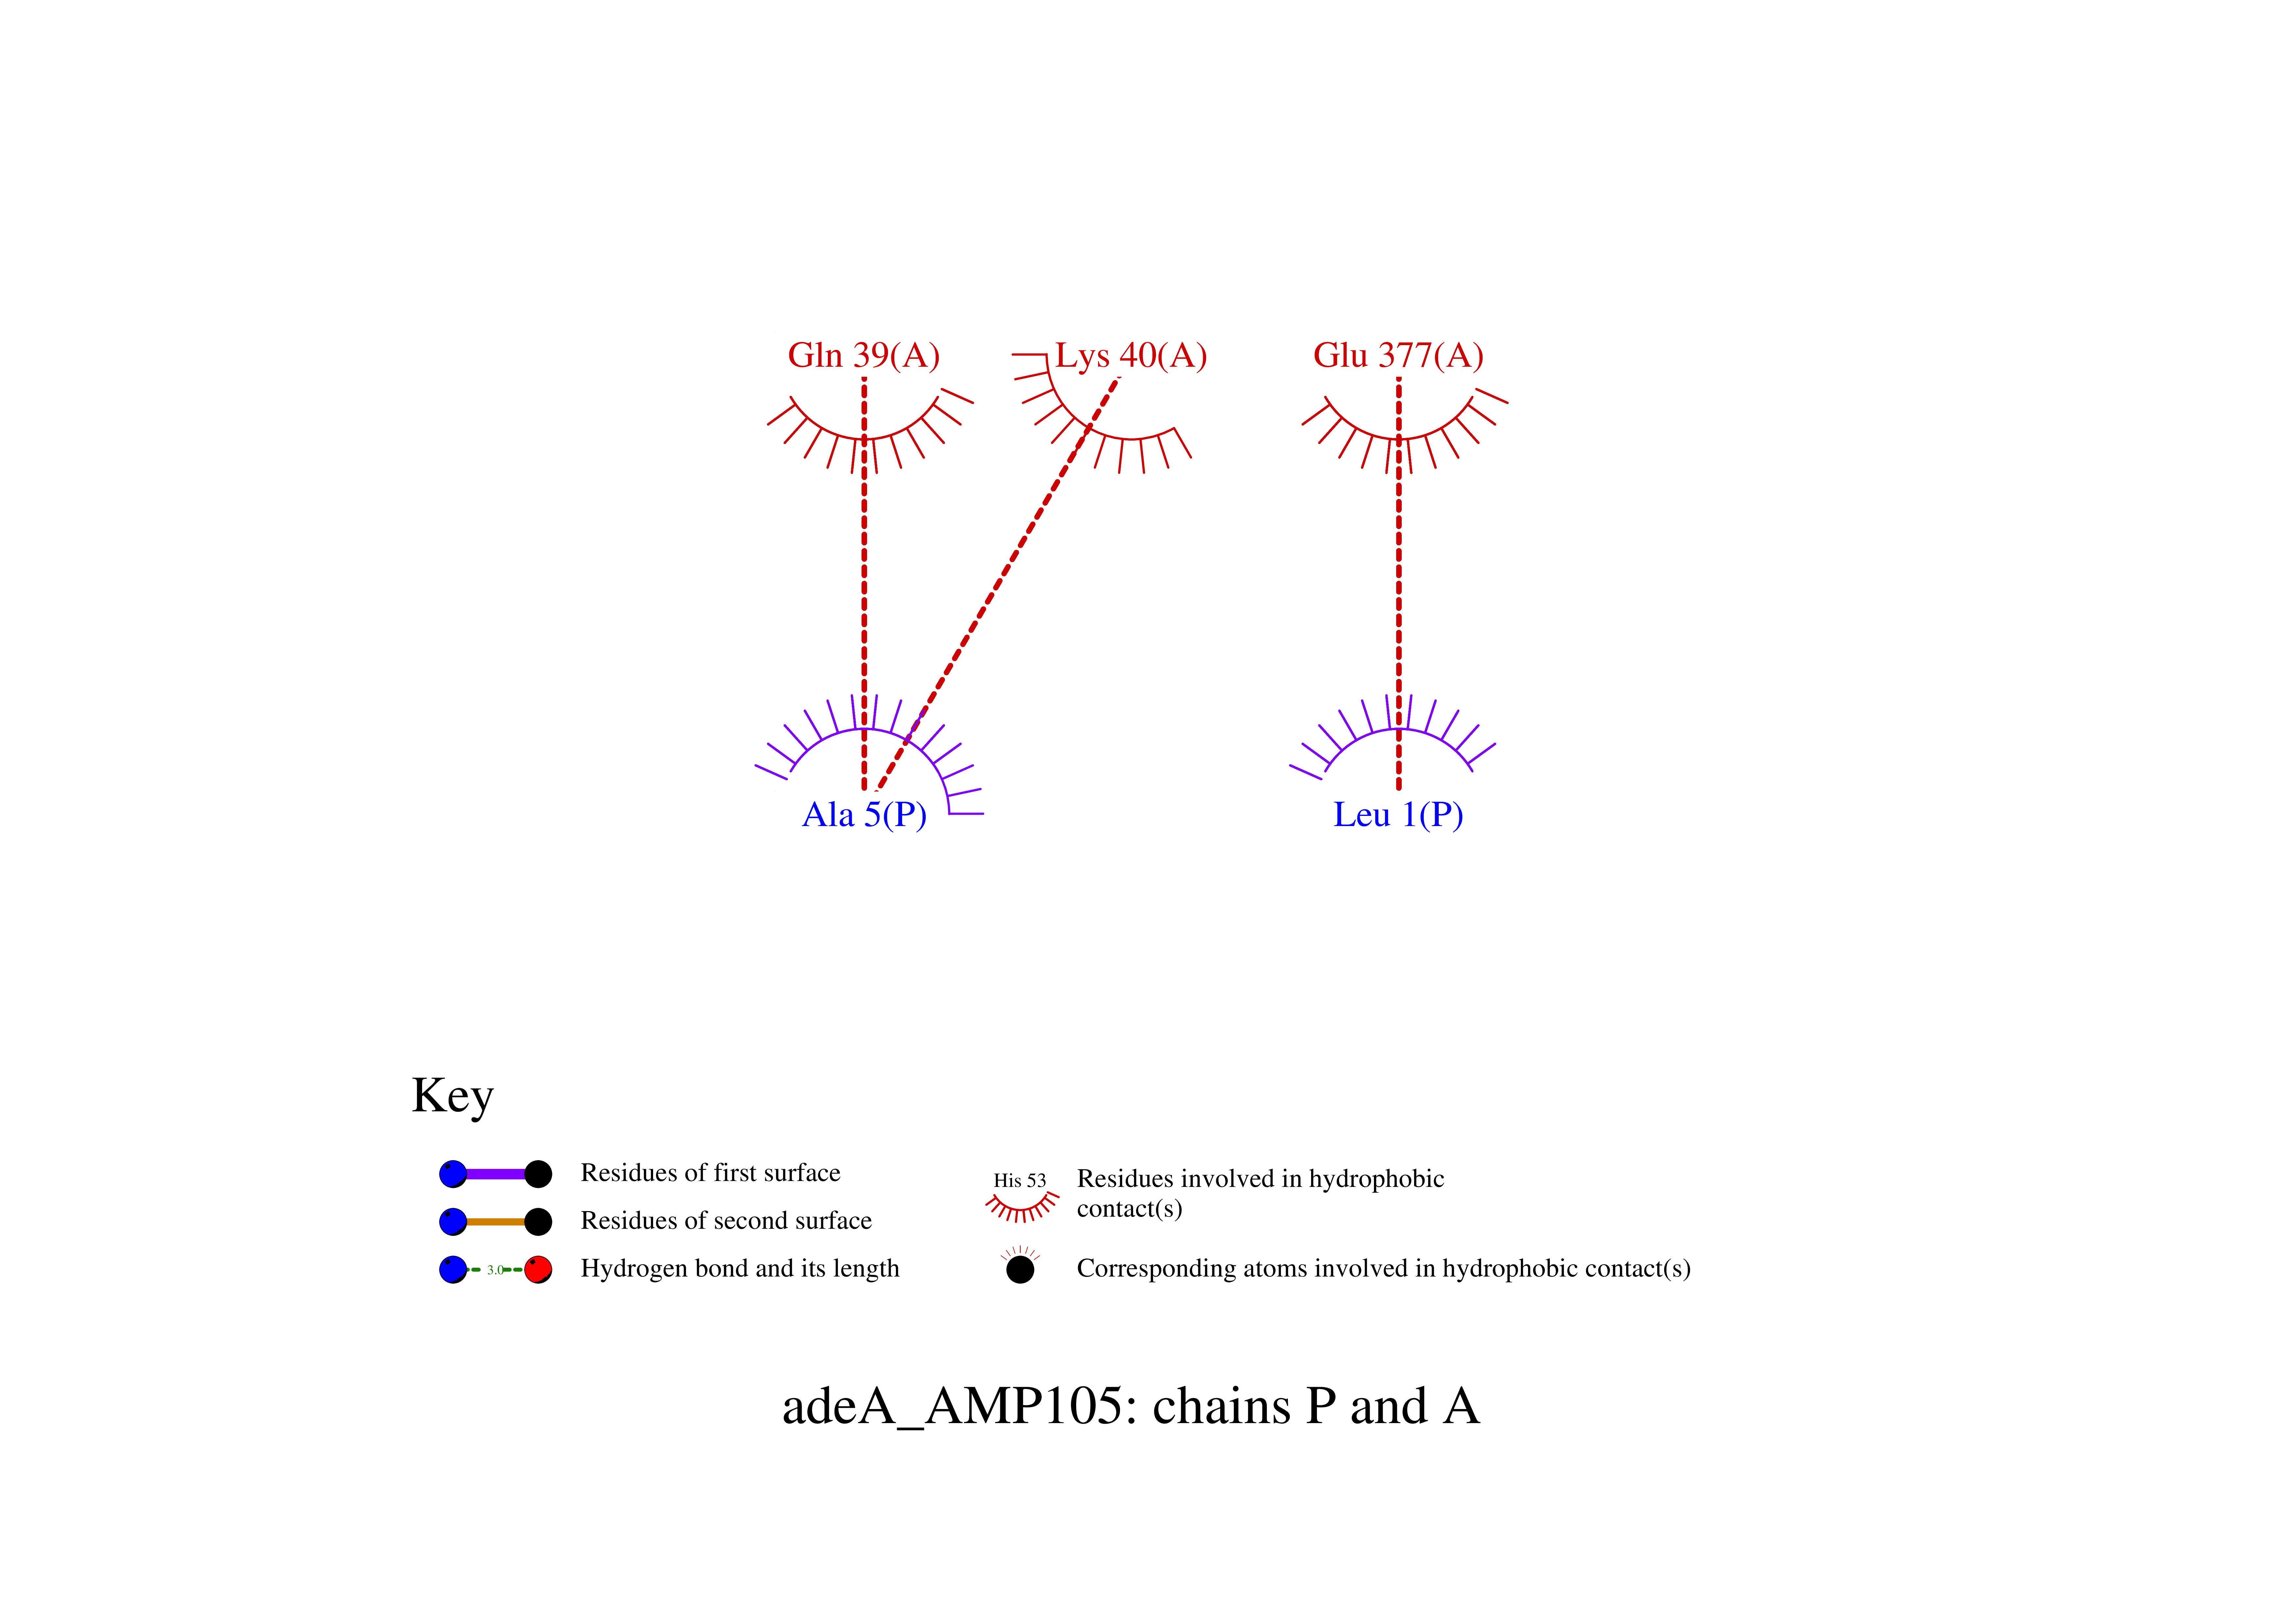 Gln 39(A) Lys 40(A) Glu 377(A)
Ala 5(P) Leu 1(P)
Key
Residues of first surface
Residues of second surface
3.0 Hydrogen bond and its length
His 53 Residues involved in hydrophobic
contact(s)
Corresponding atoms involved in hydrophobic contact(s)
adeA_AMP105: chains P and A